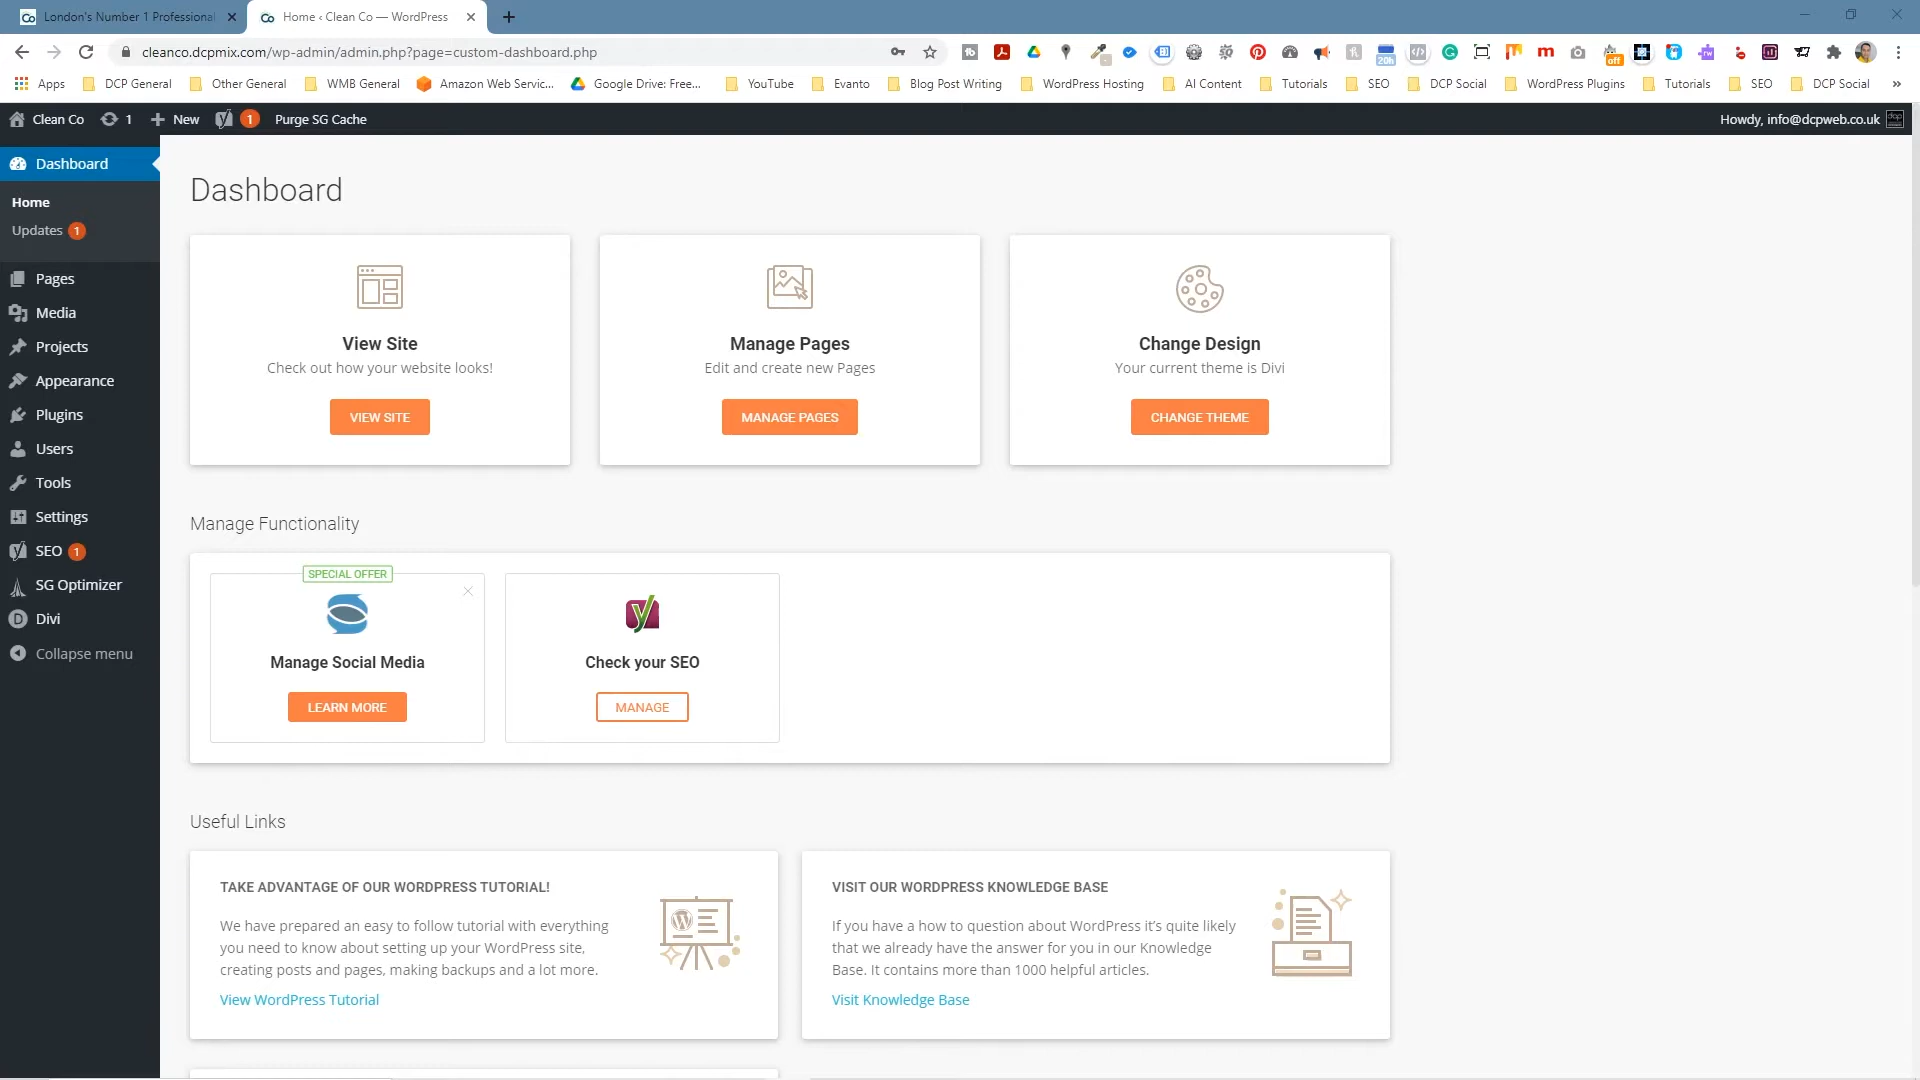 London's Number 1 Professional
Home ‹ Clean Co — WordPress
cleanco.dcpmix.com/wp-admin/admin.php?page=custom-dashboard.php
20h
off
Apps
DCP General
Other General
WMB General
Amazon Web Servic...
Google Drive: Free...
YouTube
Evanto
Blog Post Writing
WordPress Hosting
AI Content
Tutorials
SEO
DCP Social
WordPress Plugins
Tutorials
SEO
DCP Social
»
Clean Co
1
New
1
Purge SG Cache
Howdy, info@dcpweb.co.uk
Dashboard
Home
Updates 1
Pages
Media
Projects
Appearance
Plugins
Users
Tools
Settings
SEO 1
SG Optimizer
Divi
Collapse menu
Dashboard
View Site
Check out how your website looks!
VIEW SITE
Manage Pages
Edit and create new Pages
MANAGE PAGES
Change Design
Your current theme is Divi
CHANGE THEME
Manage Functionality
SPECIAL OFFER
Manage Social Media
LEARN MORE
Check your SEO
MANAGE
Useful Links
TAKE ADVANTAGE OF OUR WORDPRESS TUTORIAL!
We have prepared an easy to follow tutorial with everything
you need to know about setting up your WordPress site,
creating posts and pages, making backups and a lot more.
View WordPress Tutorial
VISIT OUR WORDPRESS KNOWLEDGE BASE
If you have a how to question about WordPress it's quite likely
that we already have the answer for you in our Knowledge
Base. It contains more than 1000 helpful articles.
Visit Knowledge Base